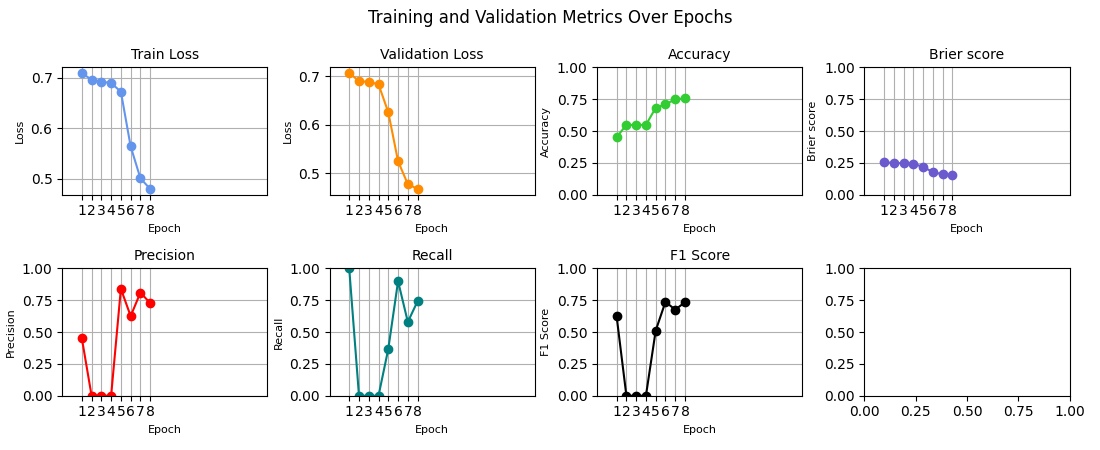 Training and Validation Metrics Over Epochs
Train Loss
Loss
0.7
0.6
0.5
1 2 3 4 5 6 7 8
Epoch
Validation Loss
Loss
0.7
0.6
0.5
1 2 3 4 5 6 7 8
Epoch
Accuracy
Accuracy
1.00
0.75
0.50
0.25
0.00
1 2 3 4 5 6 7 8
Epoch
Brier score
Brier score
1.00
0.75
0.50
0.25
0.00
1 2 3 4 5 6 7 8
Epoch
Precision
Precision
1.00
0.75
0.50
0.25
0.00
1 2 3 4 5 6 7 8
Epoch
Recall
Recall
1.00
0.75
0.50
0.25
0.00
1 2 3 4 5 6 7 8
Epoch
F1 Score
F1 Score
1.00
0.75
0.50
0.25
0.00
1 2 3 4 5 6 7 8
Epoch
1.00
0.75
0.50
0.25
0.00
0.00 0.25 0.50 0.75 1.00